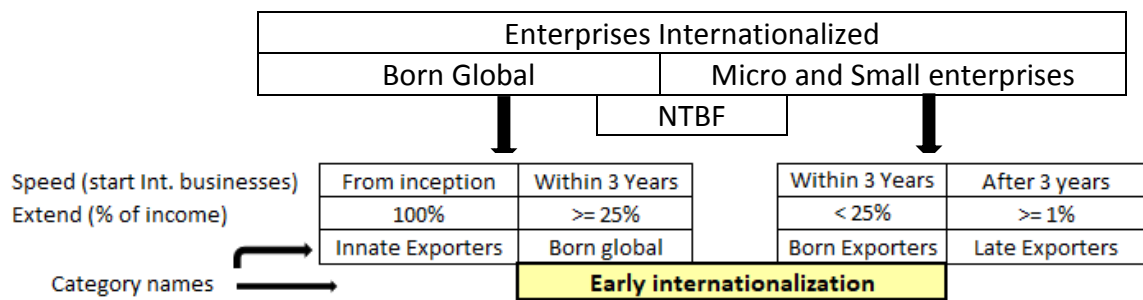 Enterprises Internationalized
Born Global Micro and Small enterprises
NTBF
Speed (start Int. businesses) From inception Within 3 Years Within 3 Years After 3 years
Extend (% of income) 100% >= 25% < 25% >= 1%
Innate Exporters Born global Born Exporters Late Exporters
Category names Early internationalization